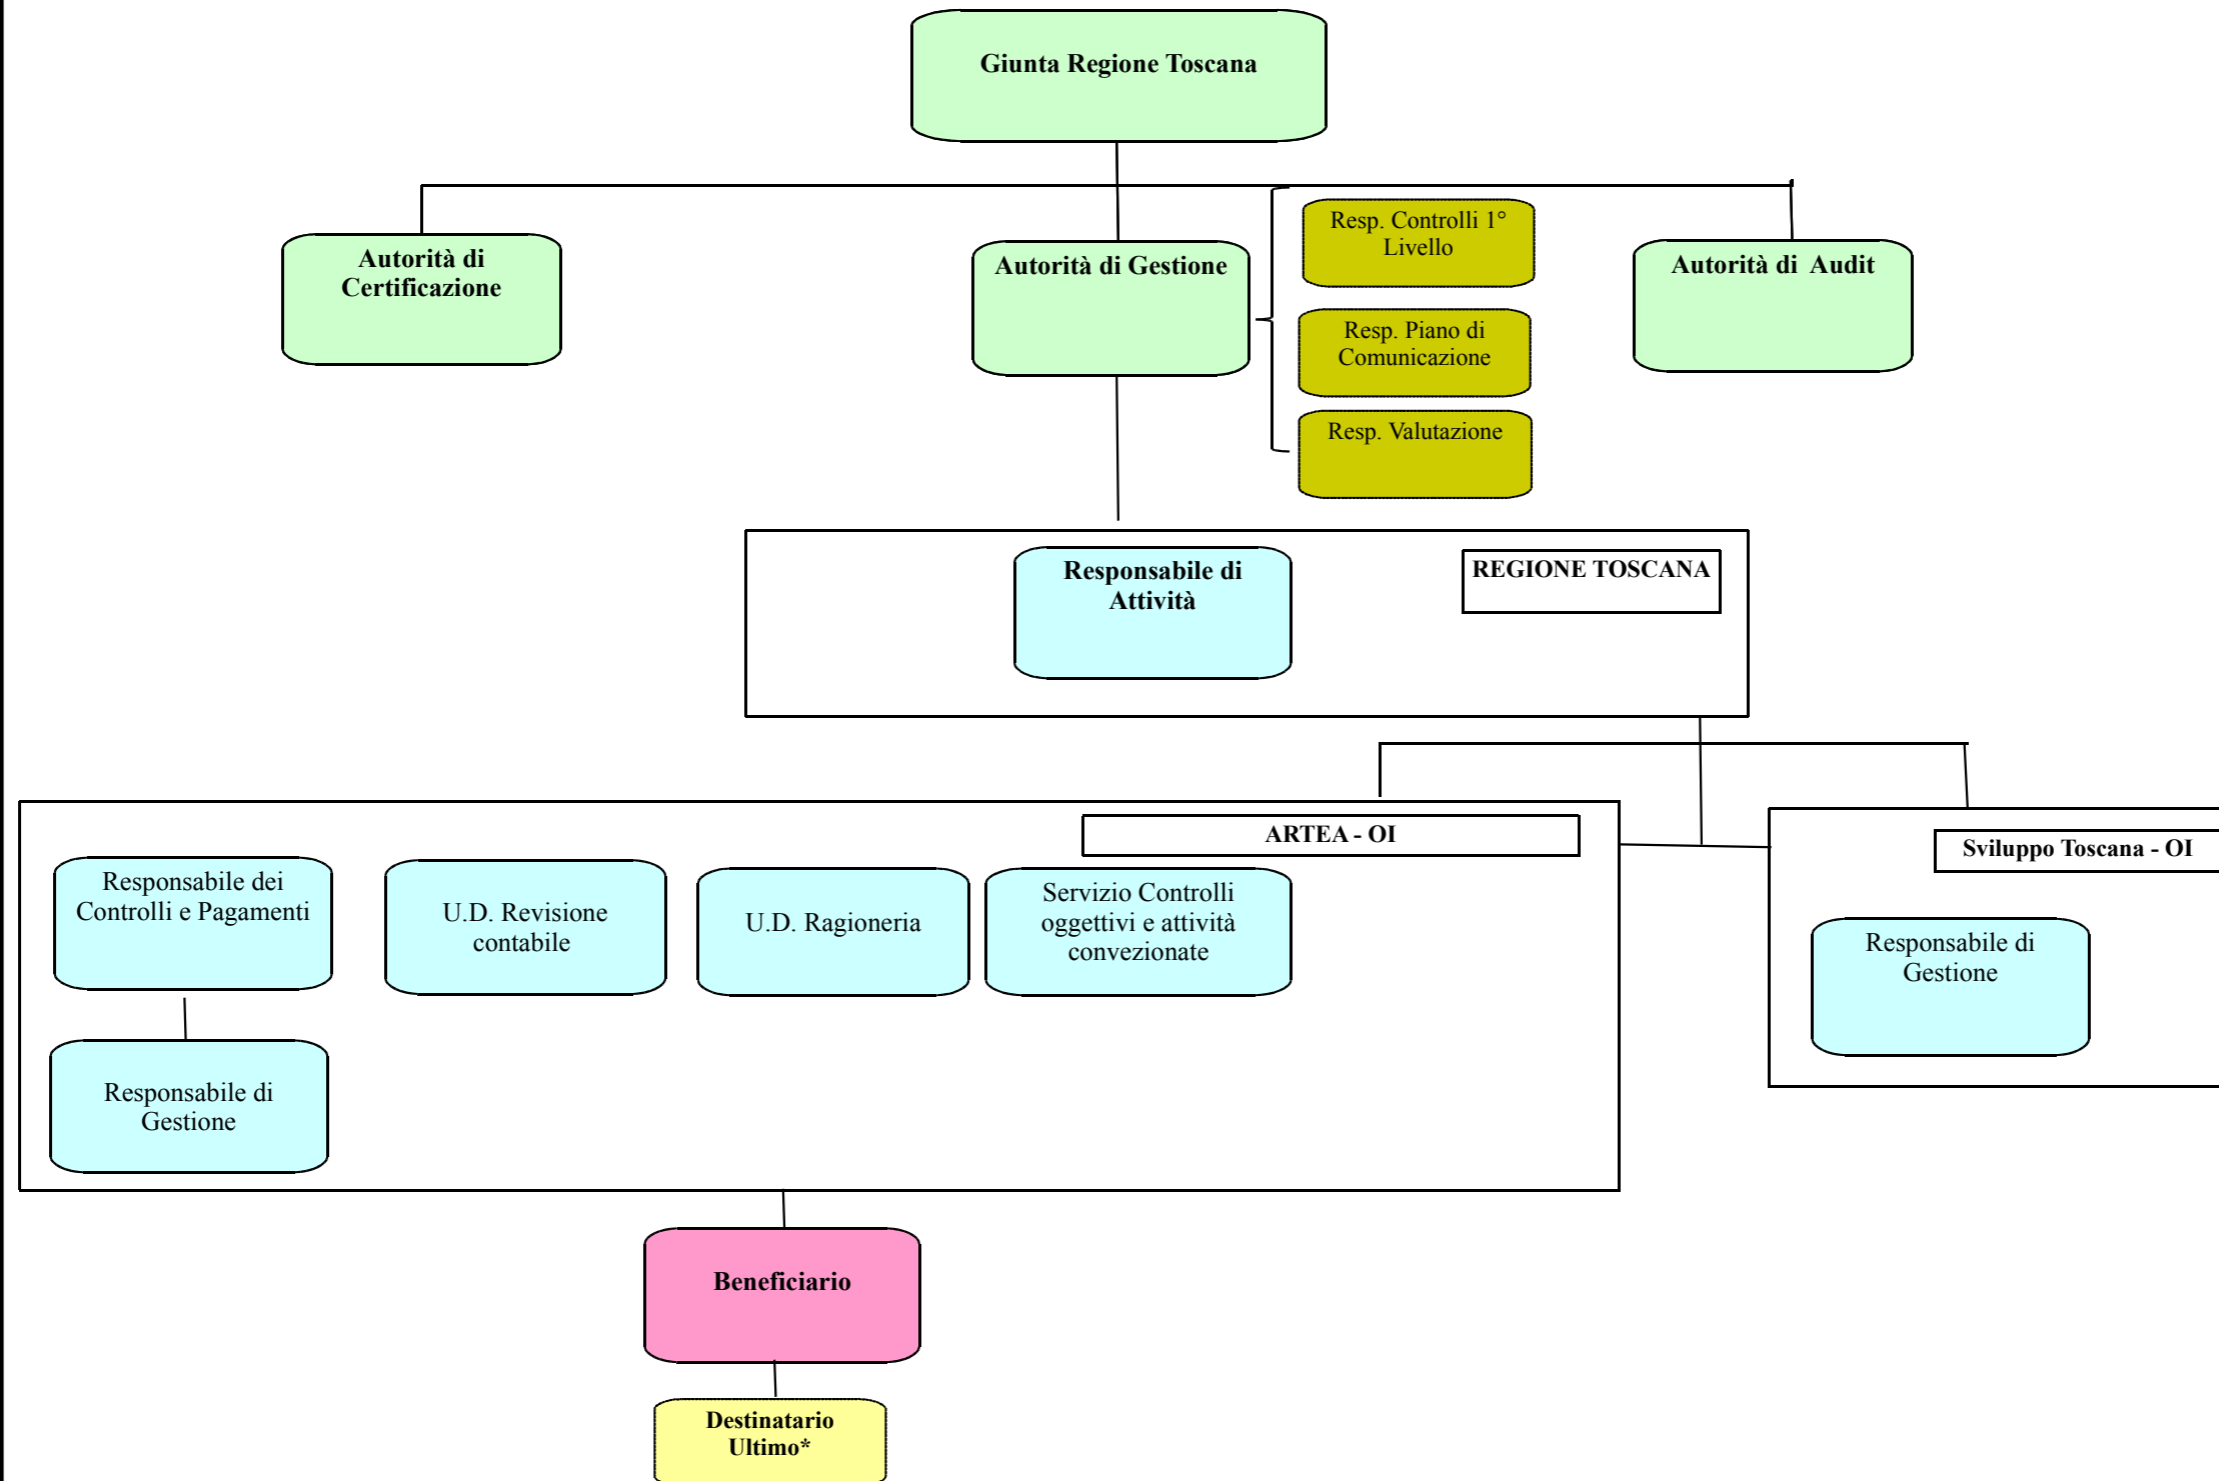 Giunta Regione Toscana
Autorità di
Certificazione
Autorità di Gestione
Resp. Controlli 1°
Livello
Resp. Piano di
Comunicazione
Resp. Valutazione
Autorità di Audit
Responsabile di
Attività
REGIONE TOSCANA
ARTEA - OI
Responsabile dei
Controlli e Pagamenti
U.D. Revisione
contabile
U.D. Ragioneria
Servizio Controlli
oggettivi e attività
convezionate
Responsabile di
Gestione
Sviluppo Toscana - OI
Responsabile di
Gestione
Beneficiario
Destinatario
Ultimo*